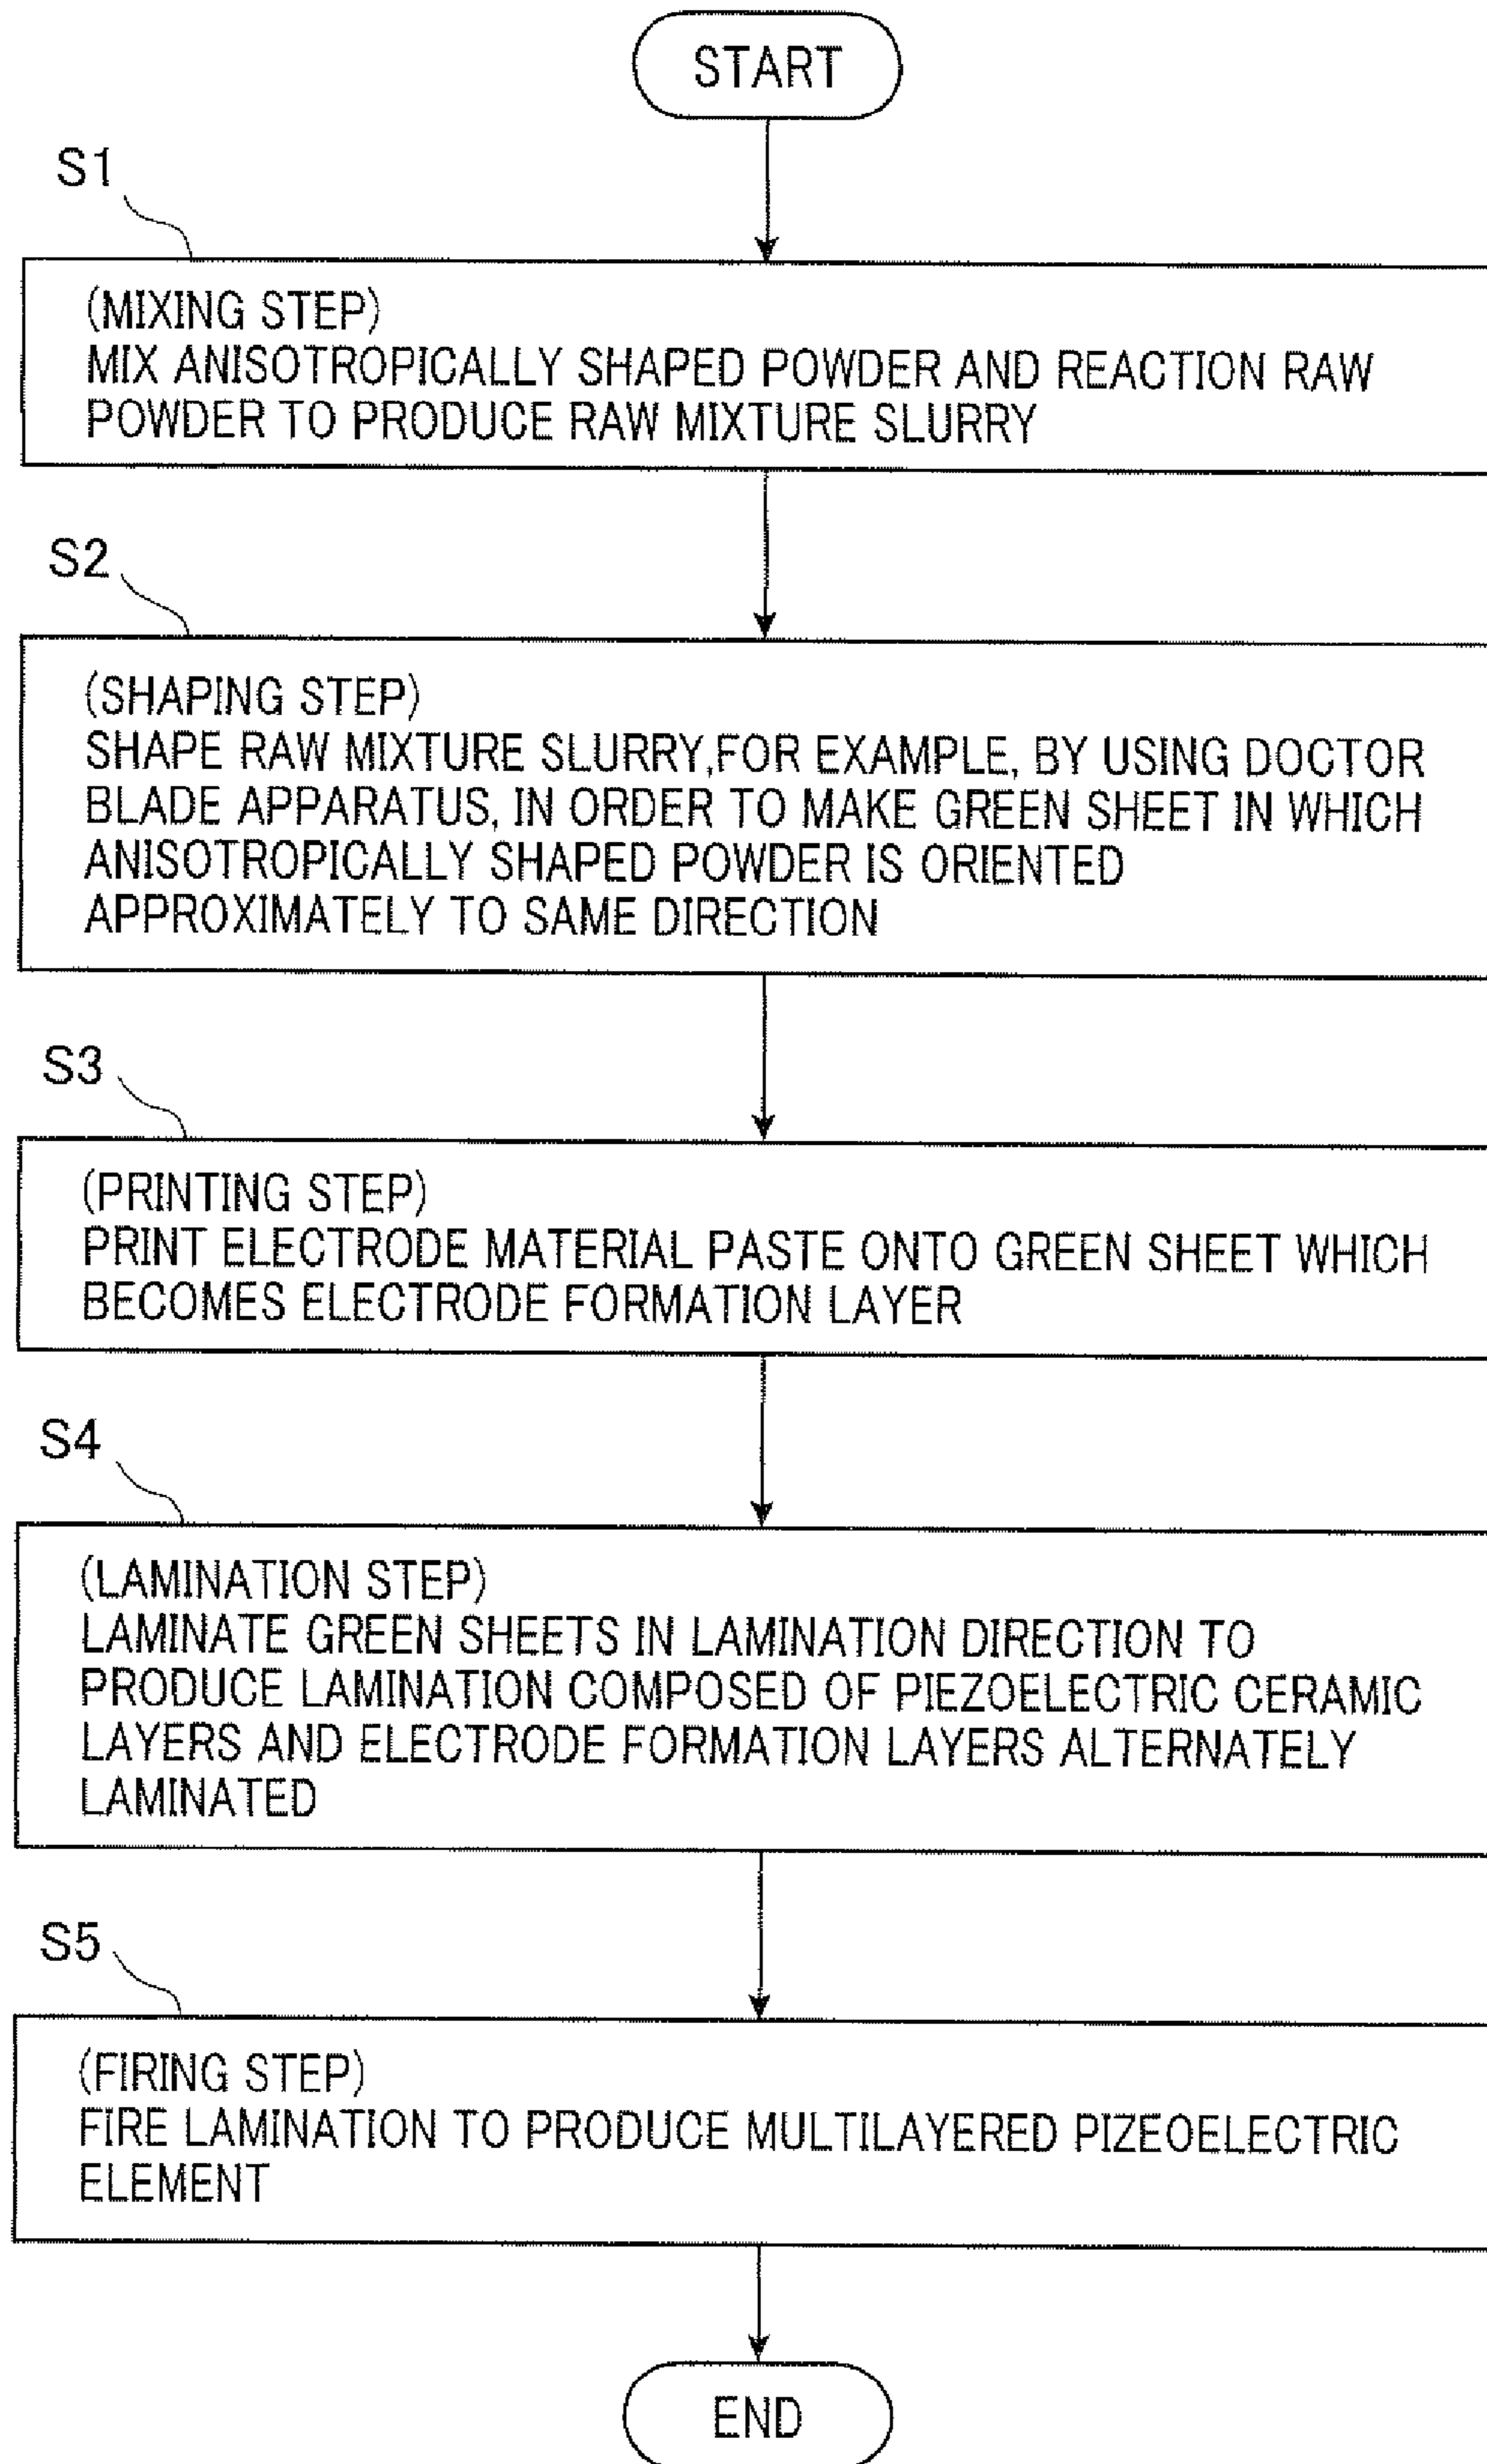 START
S1
(MIXING STEP)
MIX ANISOTROPICALLY SHAPED POWDER AND REACTION RAW
POWDER TO PRODUCE RAW MIXTURE SLURRY
S2
(SHAPING STEP)
SHAPE RAW MIXTURE SLURRY,FOR EXAMPLE, BY USING DOCTOR
BLADE APPARATUS, IN ORDER TO MAKE GREEN SHEET IN WHICH
ANISOTROPICALLY SHAPED POWDER IS ORIENTED
APPROXIMATELY TO SAME DIRECTION
S3
(PRINTING STEP)
PRINT ELECTRODE MATERIAL PASTE ONTO GREEN SHEET WHICH
BECOMES ELECTRODE FORMATION LAYER
S4
(LAMINATION STEP)
LAMINATE GREEN SHEETS IN LAMINATION DIRECTION TO
PRODUCE LAMINATION COMPOSED OF PIEZOELECTRIC CERAMIC
LAYERS AND ELECTRODE FORMATION LAYERS ALTERNATELY
LAMINATED
S5
(FIRING STEP)
FIRE LAMINATION TO PRODUCE MULTILAYERED PIZEOELECTRIC
ELEMENT
END